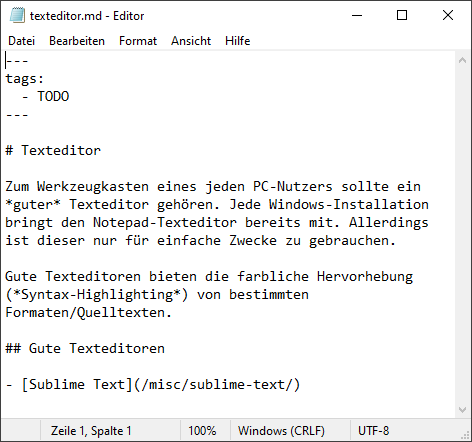 texteditor.md - Editor
Datei Bearbeiten Format Ansicht Hilfe
---
tags:
  - TODO
---

# Texteditor

Zum Werkzeugkasten eines jeden PC-Nutzers sollte ein
*guter* Texteditor gehören. Jede Windows-Installation
bringt den Notepad-Texteditor bereits mit. Allerdings
ist dieser nur für einfache Zwecke zu gebrauchen.

Gute Texteditoren bieten die farbliche Hervorhebung
(*Syntax-Highlighting*) von bestimmten
Formaten/Quelltexten.

## Gute Texteditoren

- [Sublime Text](/misc/sublime-text/)
Zeile 1, Spalte 1 100% Windows (CRLF) UTF-8